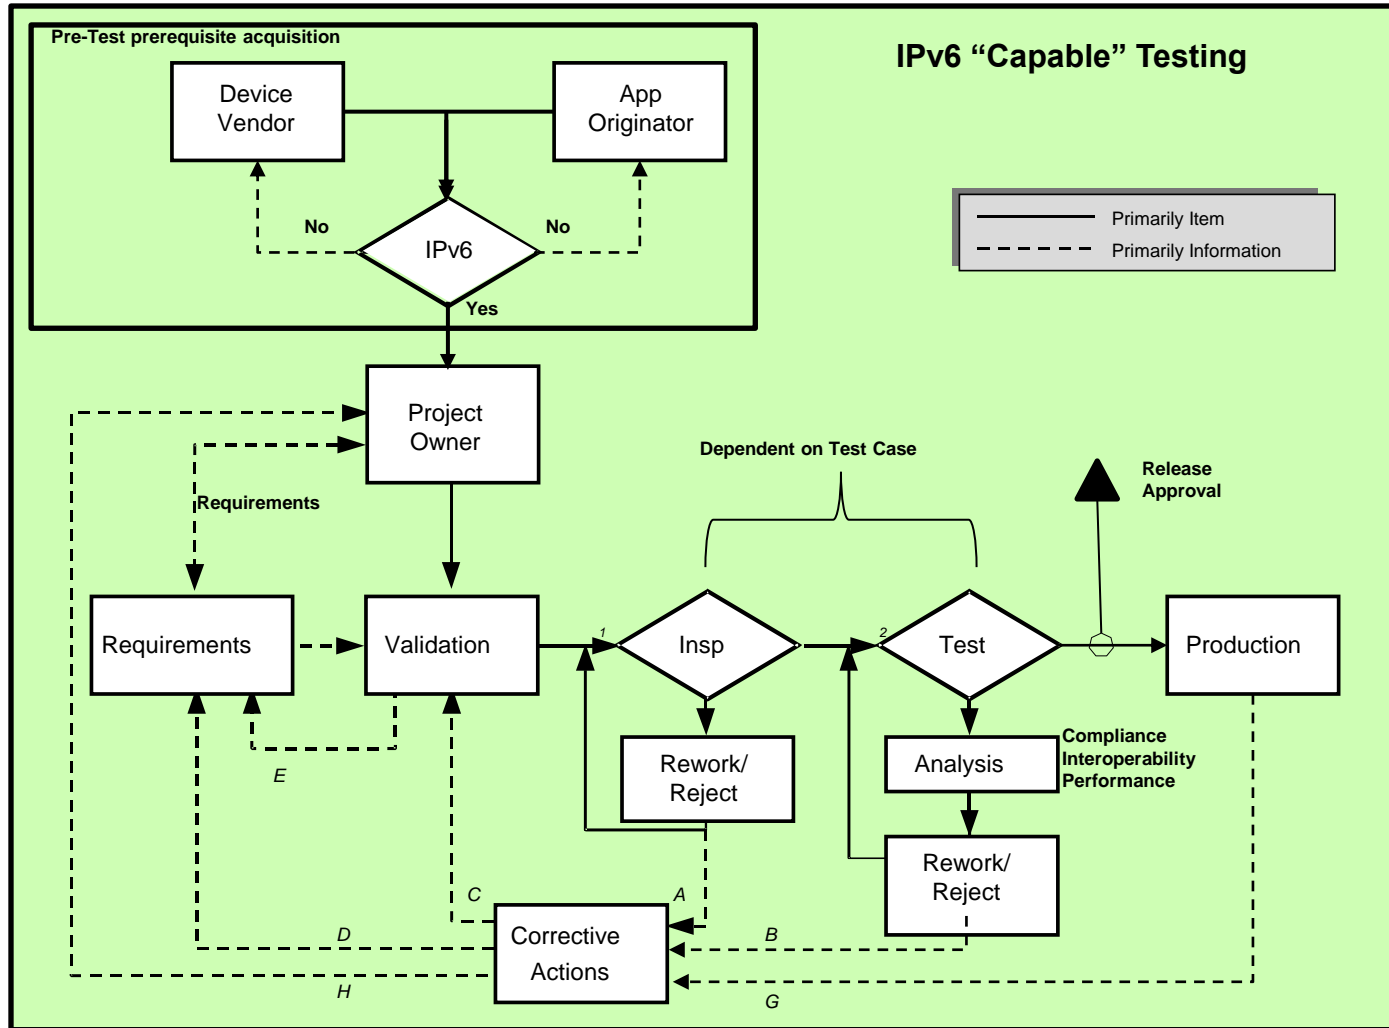 Pre-Test prerequisite acquisition
IPv6 “Capable” Testing
Device
Vendor
App
Originator
No
No
IPv6
Yes
Primarily Item
Primarily Information
Project
Owner
Requirements
Dependent on Test Case
Release
Approval
Requirements
Validation
1
Insp
2
Test
Production
E
Rework/
Reject
Analysis
Compliance
Interoperability
Performance
Rework/
Reject
C
A
Corrective
Actions
D
B
H
G